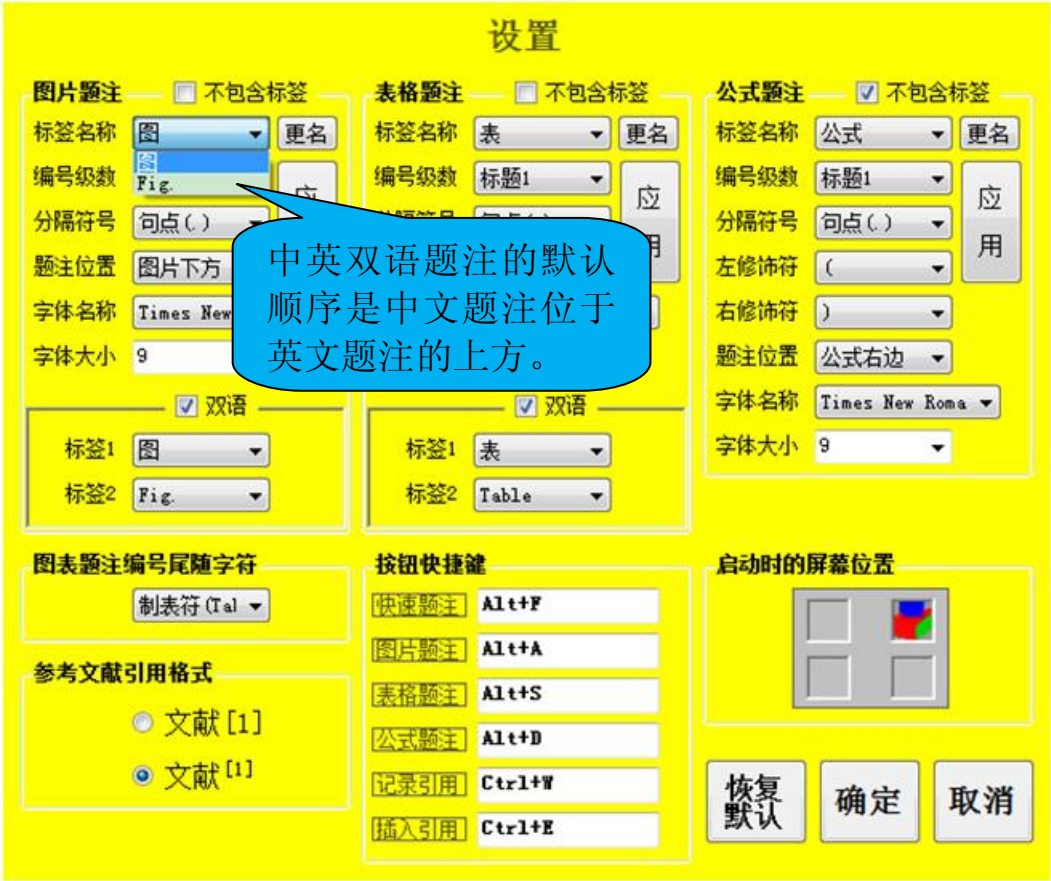 设置
图片题注 不包含标签
标签名称 图 更名
图
Fig.
编号级数
应
分隔符号 句点(.)
题注位置 图片下方
字体名称 Times New
字体大小 9
双语
标签1 图
标签2 Fig.
表格题注 不包含标签
标签名称 表 更名
编号级数 标题1
应
用
中英双语题注的默认
顺序是中文题注位于
英文题注的上方。
双语
标签1 表
标签2 Table
公式题注 不包含标签
标签名称 公式 更名
编号级数 标题1
应
用
分隔符号 句点(.)
左修饰符 (
右修饰符 )
题注位置 公式右边
字体名称 Times New Roma
字体大小 9
图表题注编号尾随字符
制表符(Tal
参考文献引用格式
文献[1]
文献[1]
按钮快捷键
快速题注 Alt+F
图片题注 Alt+A
表格题注 Alt+S
公式题注 Alt+D
记录引用 Ctrl+W
插入引用 Ctrl+E
启动时的屏幕位置
恢复
默认
确定
取消